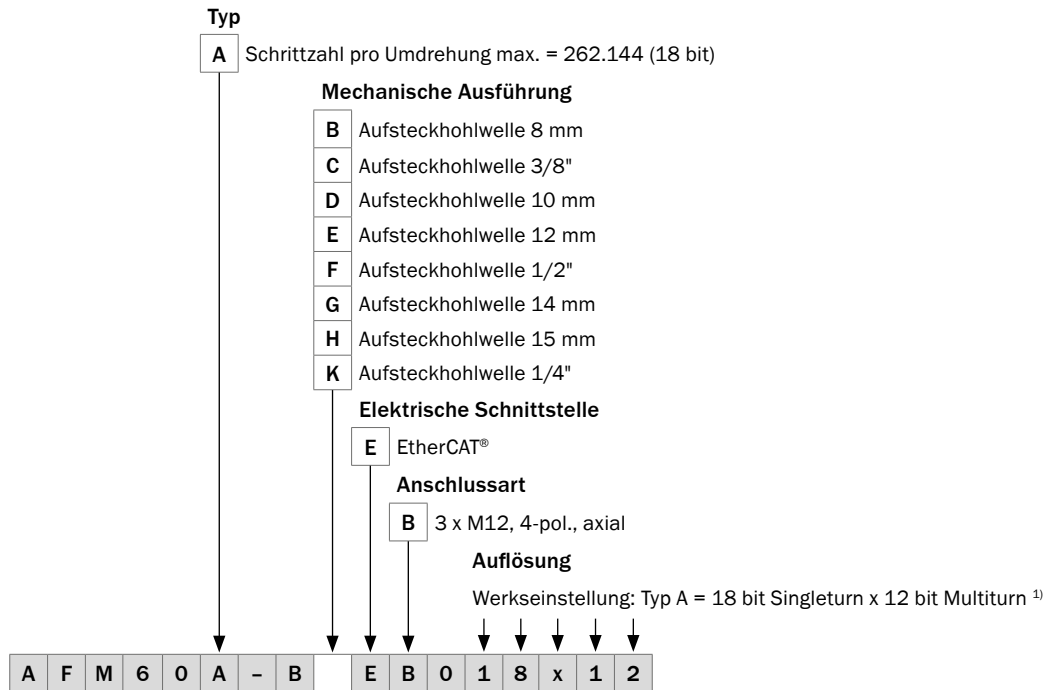 Typ
A Schrittzahl pro Umdrehung max. = 262.144 (18 bit)
Mechanische Ausführung
B Aufsteckhohlwelle 8 mm
C Aufsteckhohlwelle 3/8"
D Aufsteckhohlwelle 10 mm
E Aufsteckhohlwelle 12 mm
F Aufsteckhohlwelle 1/2"
G Aufsteckhohlwelle 14 mm
H Aufsteckhohlwelle 15 mm
K Aufsteckhohlwelle 1/4"
Elektrische Schnittstelle
E EtherCAT®
Anschlussart
B 3 x M12, 4-pol., axial
Auflösung
Werkseinstellung: Typ A = 18 bit Singleturn x 12 bit Multiturn 1)
A F M 6 0 A – B E B 0 1 8 x 1 2